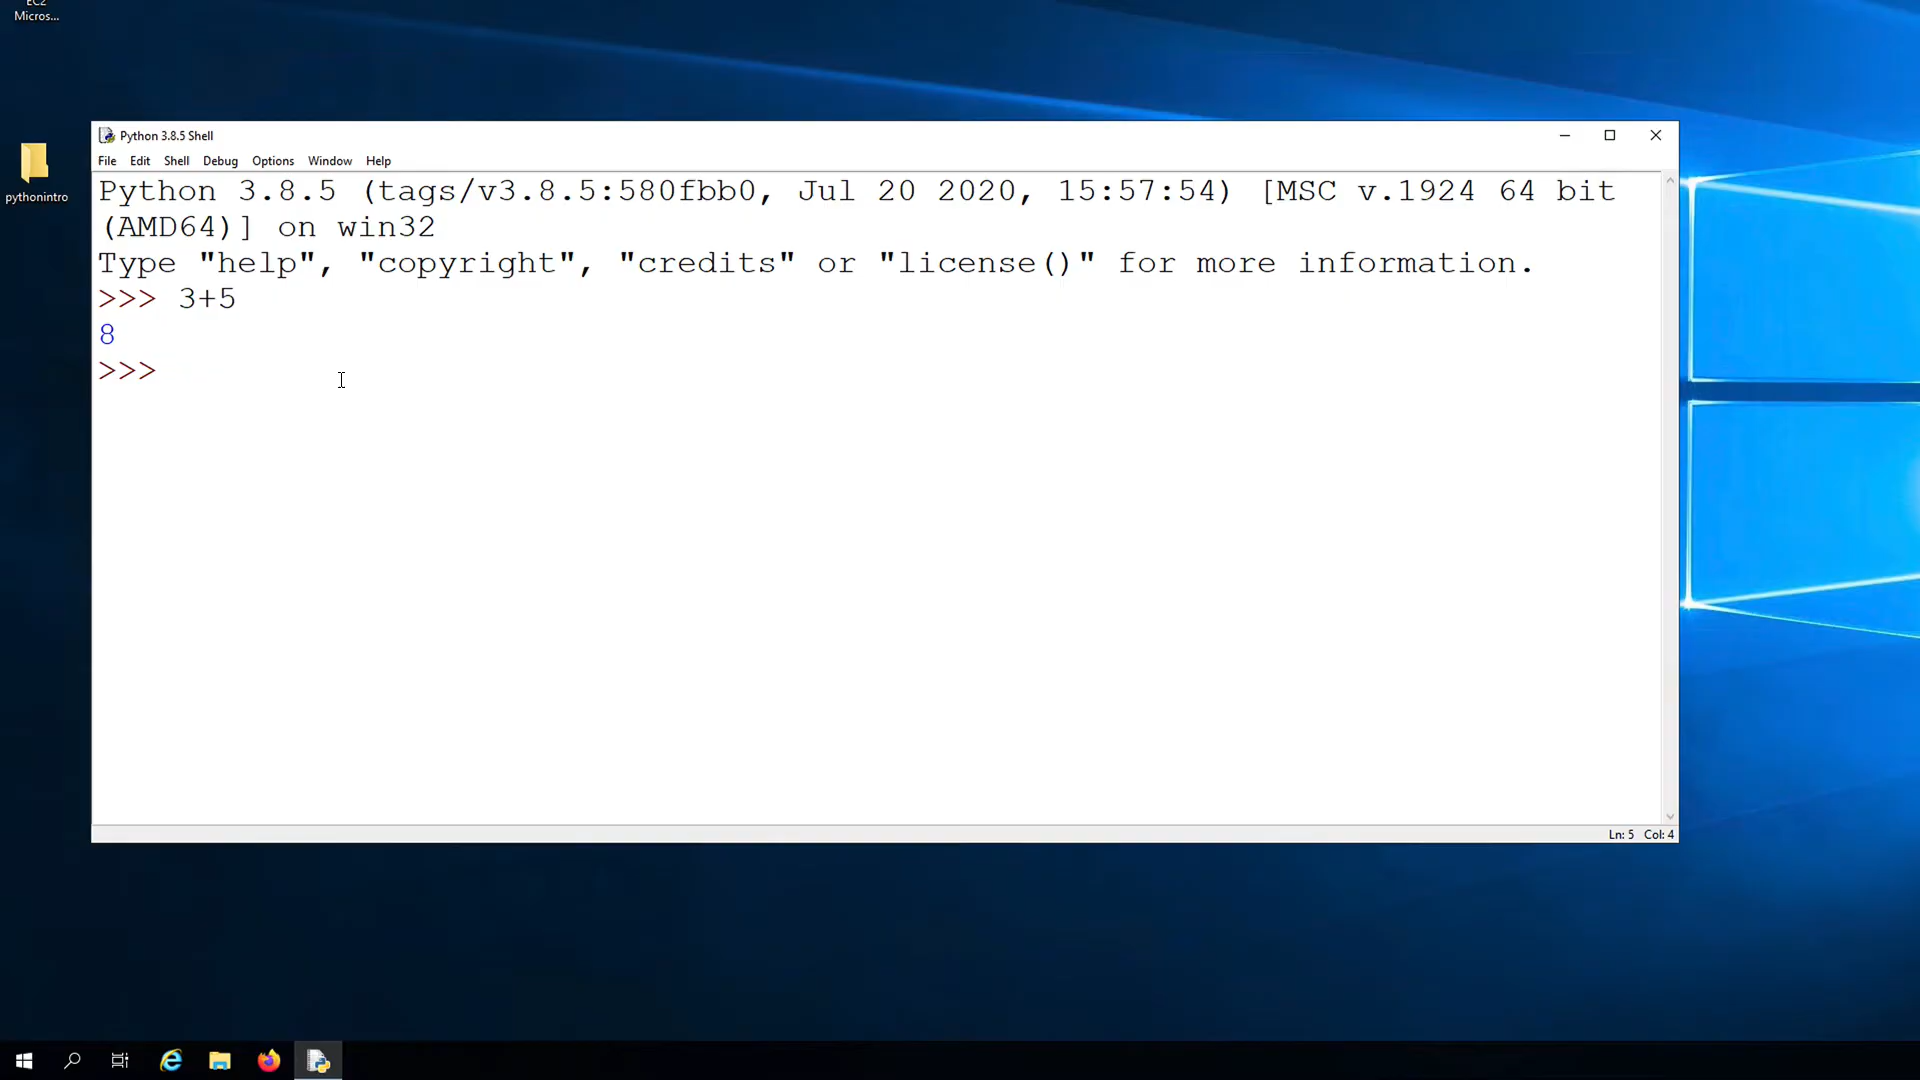 EC2
Micros...
pythonintro
Python 3.8.5 Shell
File Edit Shell Debug Options Window Help
Python 3.8.5 (tags/v3.8.5:580fbb0, Jul 20 2020, 15:57:54) [MSC v.1924 64 bit
(AMD64)] on win32
Type "help", "copyright", "credits" or "license()" for more information.
>>> 3+5
8
>>>
Ln: 5 Col: 4